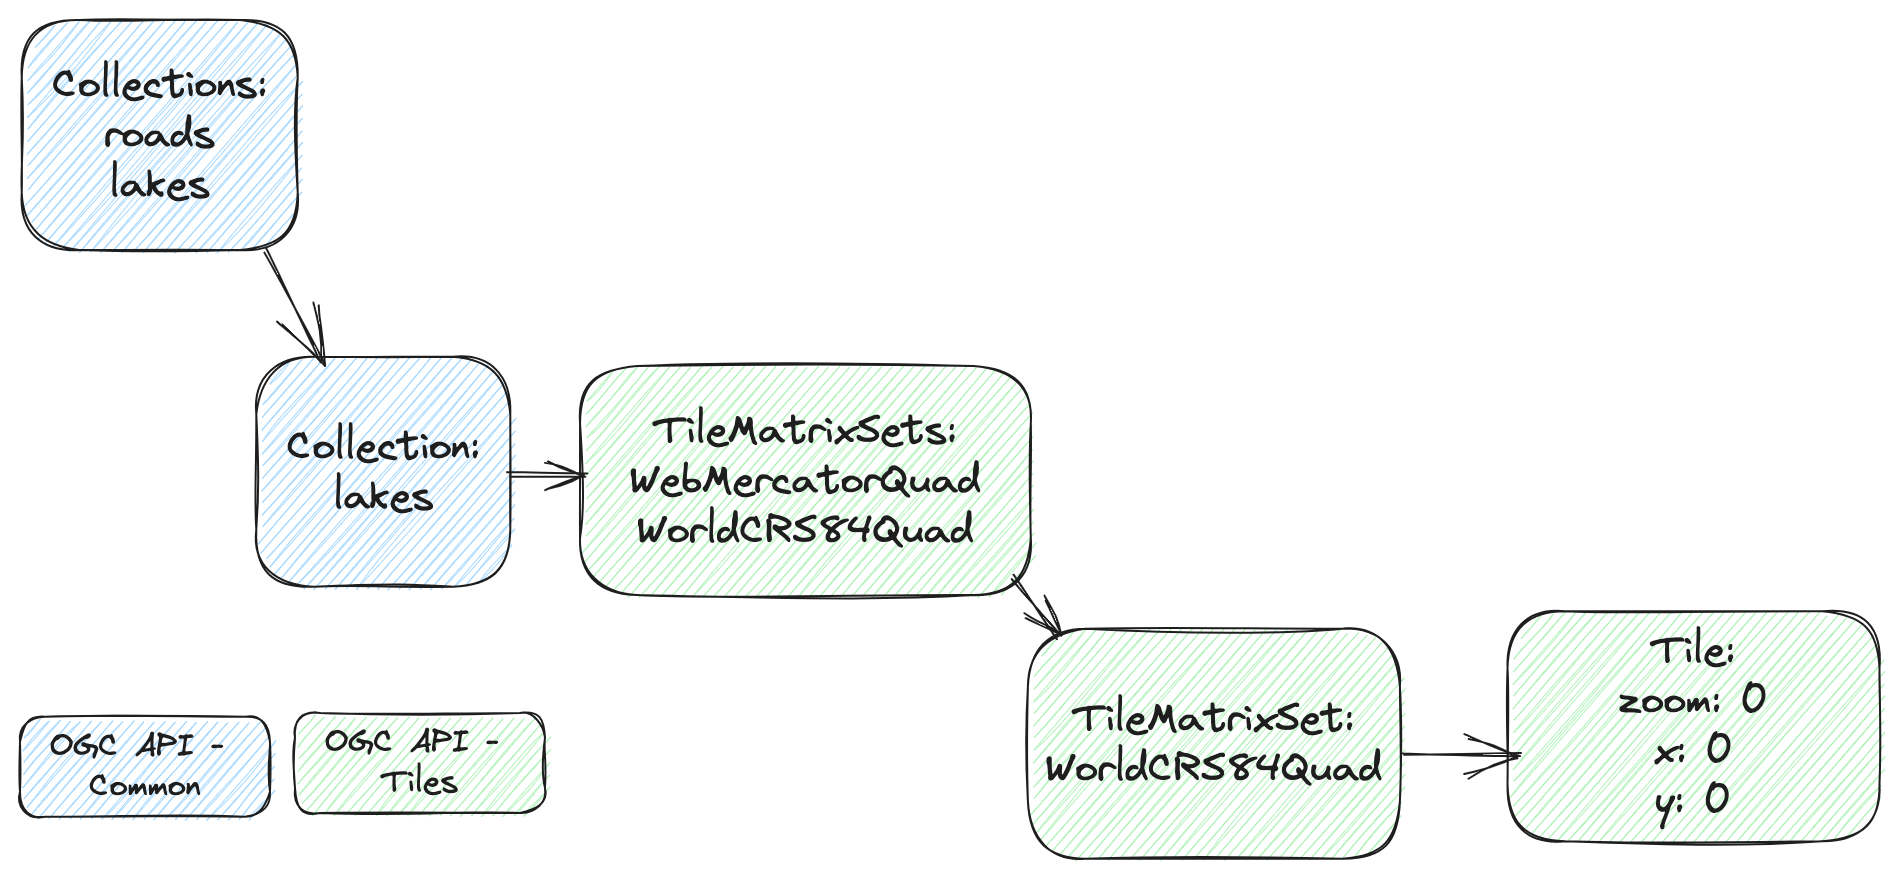 Collections:
roads
lakes
Collection:
lakes
TileMatrixSets:
WebMercatorQuad
WorldCRS84Quad
TileMatrixSet:
WorldCRS84Quad
Tile:
zoom: 0
x: 0
y: 0
OGC API -
Common
OGC API -
Tiles